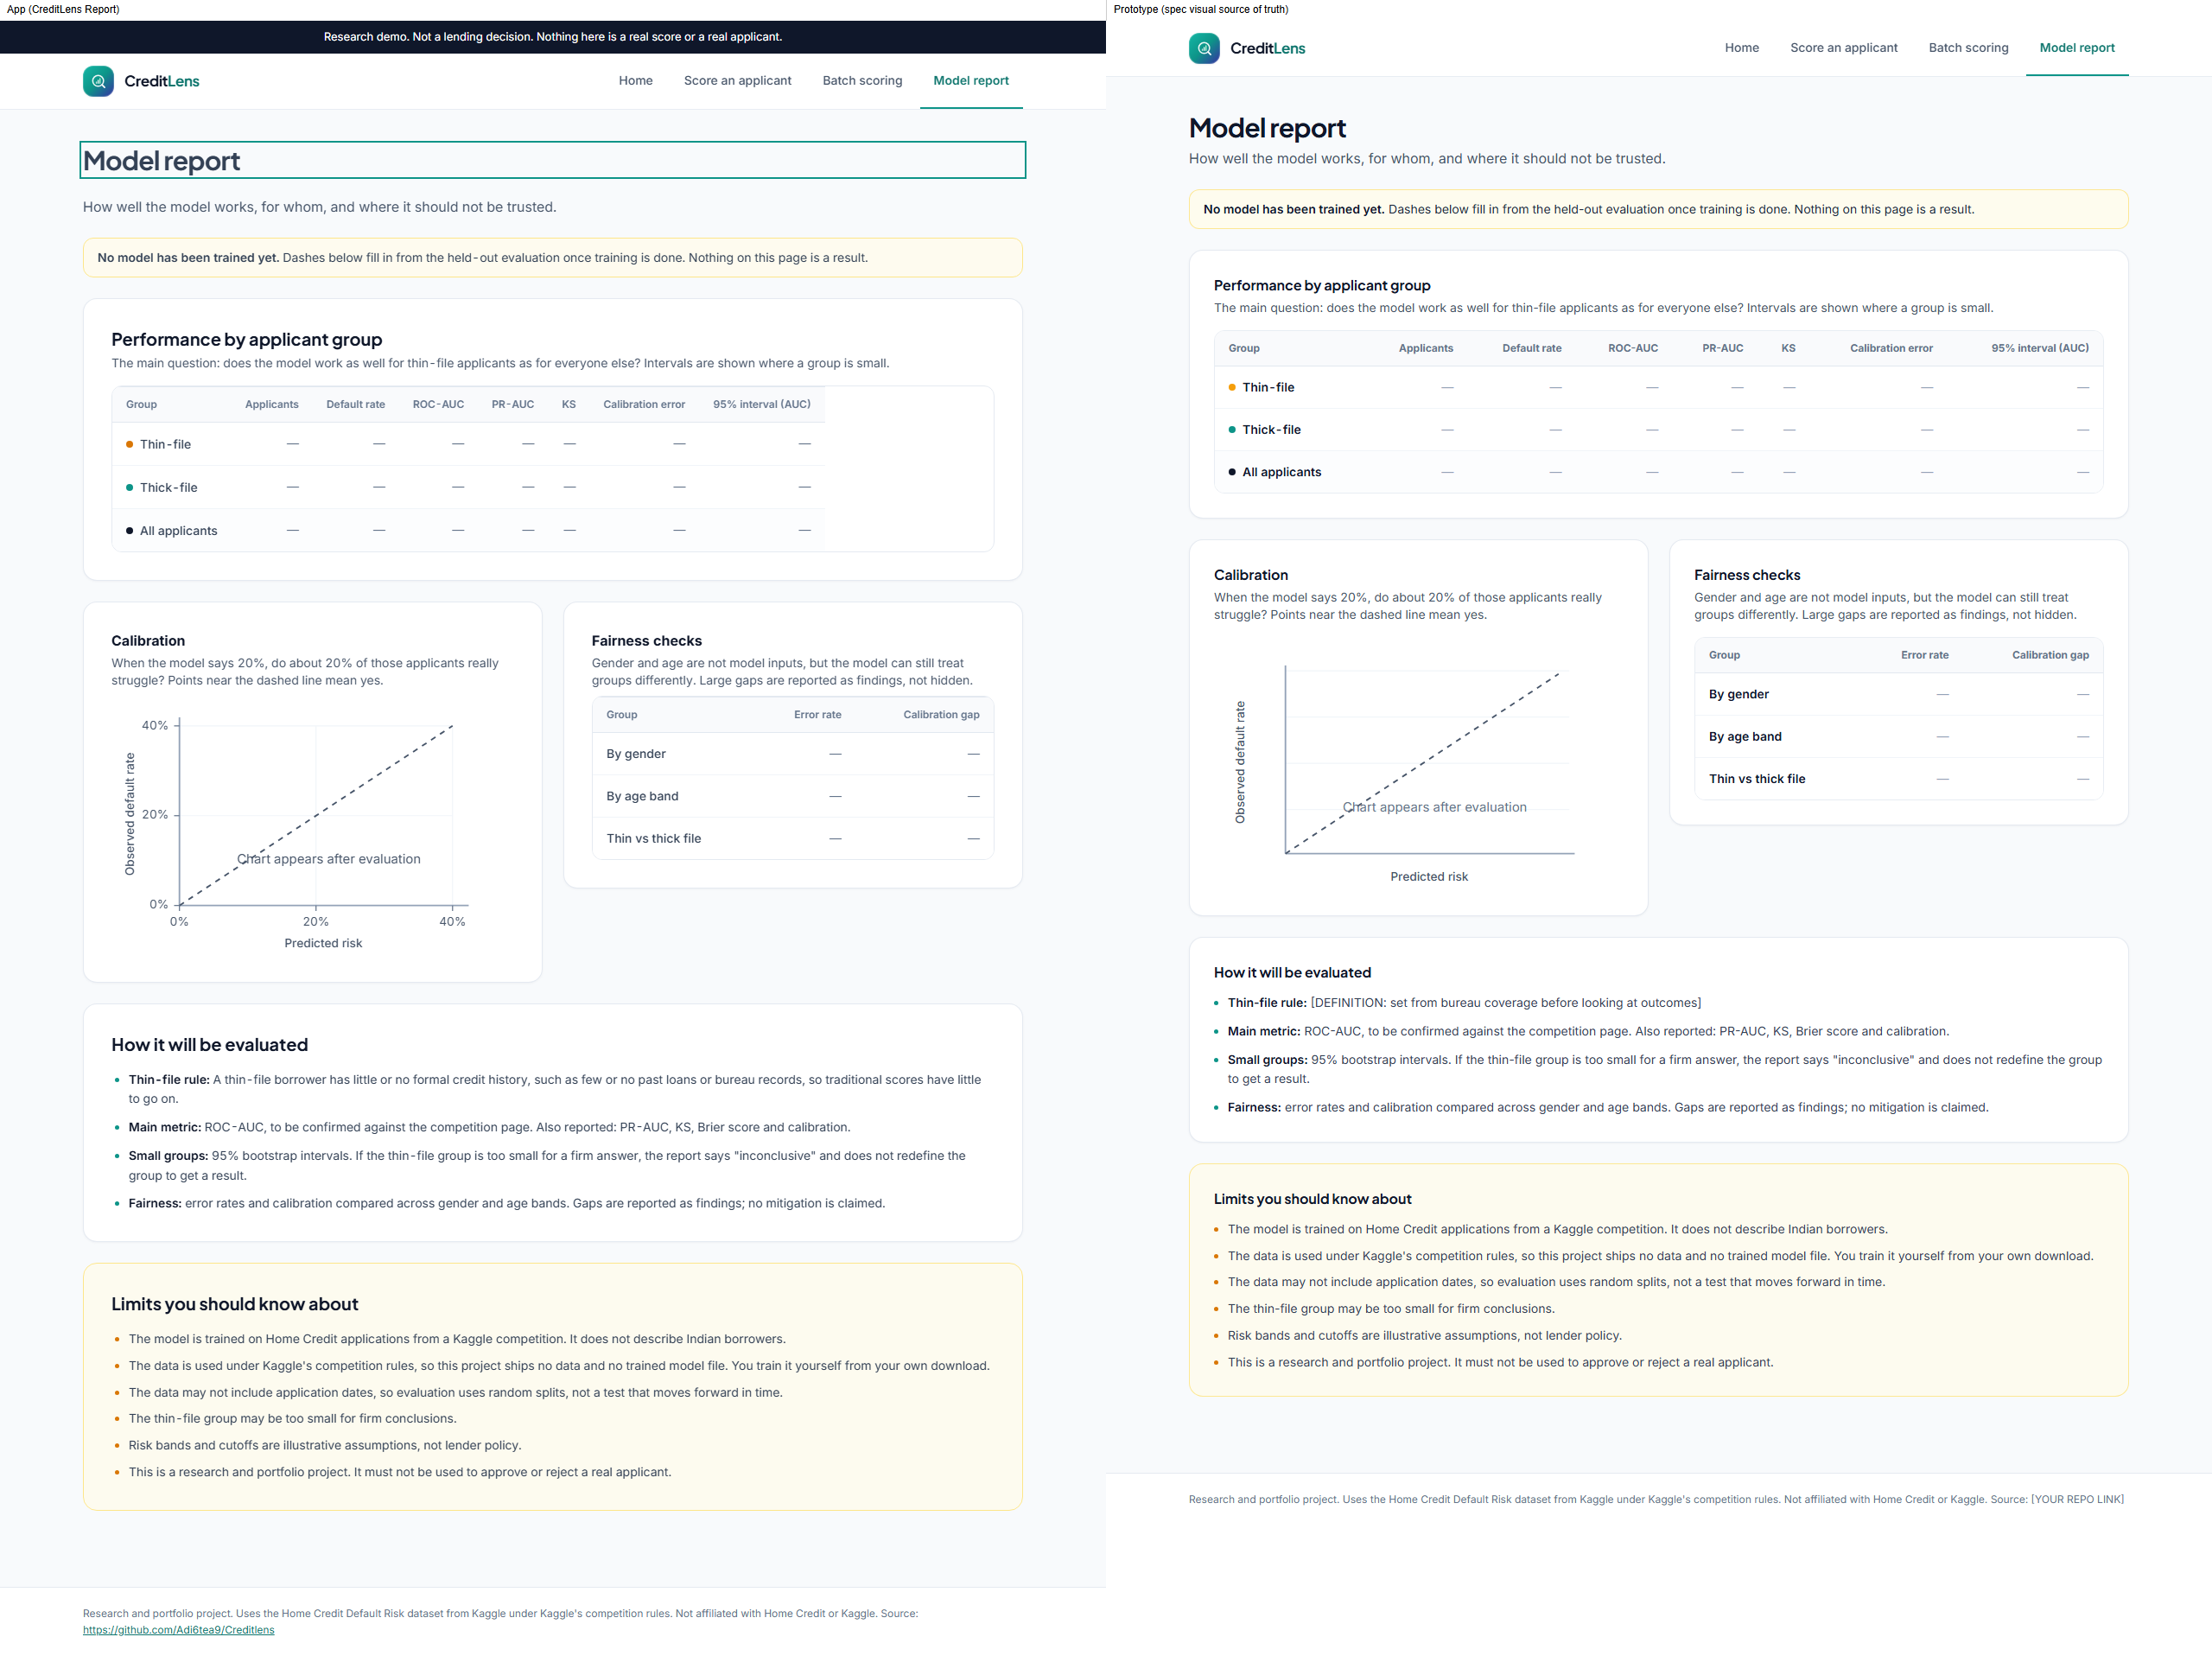 App (CreditLens Report)
Research demo. Not a lending decision. Nothing here is a real score or a real applicant.
CreditLens
Home Score an applicant Batch scoring Model report
Model report
How well the model works, for whom, and where it should not be trusted.
No model has been trained yet. Dashes below fill in from the held-out evaluation once training is done. Nothing on this page is a result.
Performance by applicant group
The main question: does the model work as well for thin-file applicants as for everyone else? Intervals are shown where a group is small.
Group Applicants Default rate ROC-AUC PR-AUC KS Calibration error 95% interval (AUC)
Thin-file — — — — — — —
Thick-file — — — — — — —
All applicants — — — — — — —
Calibration
When the model says 20%, do about 20% of those applicants really
struggle? Points near the dashed line mean yes.
40%
20%
0%
Observed default rate
Chart appears after evaluation
0% 20% 40%
Predicted risk
Fairness checks
Gender and age are not model inputs, but the model can still treat
groups differently. Large gaps are reported as findings, not hidden.
Group Error rate Calibration gap
By gender — —
By age band — —
Thin vs thick file — —
How it will be evaluated
Thin-file rule: A thin-file borrower has little or no formal credit history, such as few or no past loans or bureau records, so traditional scores have little
to go on.
Main metric: ROC-AUC, to be confirmed against the competition page. Also reported: PR-AUC, KS, Brier score and calibration.
Small groups: 95% bootstrap intervals. If the thin-file group is too small for a firm answer, the report says "inconclusive" and does not redefine the
group to get a result.
Fairness: error rates and calibration compared across gender and age bands. Gaps are reported as findings; no mitigation is claimed.
Limits you should know about
The model is trained on Home Credit applications from a Kaggle competition. It does not describe Indian borrowers.
The data is used under Kaggle's competition rules, so this project ships no data and no trained model file. You train it yourself from your own download.
The data may not include application dates, so evaluation uses random splits, not a test that moves forward in time.
The thin-file group may be too small for firm conclusions.
Risk bands and cutoffs are illustrative assumptions, not lender policy.
This is a research and portfolio project. It must not be used to approve or reject a real applicant.
Research and portfolio project. Uses the Home Credit Default Risk dataset from Kaggle under Kaggle's competition rules. Not affiliated with Home Credit or Kaggle. Source:
https://github.com/Adi6tea9/Creditlens
Prototype (spec visual source of truth)
CreditLens
Home Score an applicant Batch scoring Model report
Model report
How well the model works, for whom, and where it should not be trusted.
No model has been trained yet. Dashes below fill in from the held-out evaluation once training is done. Nothing on this page is a result.
Performance by applicant group
The main question: does the model work as well for thin-file applicants as for everyone else? Intervals are shown where a group is small.
Group Applicants Default rate ROC-AUC PR-AUC KS Calibration error 95% interval (AUC)
Thin-file — — — — — — —
Thick-file — — — — — — —
All applicants — — — — — — —
Calibration
When the model says 20%, do about 20% of those applicants really
struggle? Points near the dashed line mean yes.
Observed default rate
Chart appears after evaluation
Predicted risk
Fairness checks
Gender and age are not model inputs, but the model can still treat
groups differently. Large gaps are reported as findings, not hidden.
Group Error rate Calibration gap
By gender — —
By age band — —
Thin vs thick file — —
How it will be evaluated
Thin-file rule: [DEFINITION: set from bureau coverage before looking at outcomes]
Main metric: ROC-AUC, to be confirmed against the competition page. Also reported: PR-AUC, KS, Brier score and calibration.
Small groups: 95% bootstrap intervals. If the thin-file group is too small for a firm answer, the report says "inconclusive" and does not redefine the group
to get a result.
Fairness: error rates and calibration compared across gender and age bands. Gaps are reported as findings; no mitigation is claimed.
Limits you should know about
The model is trained on Home Credit applications from a Kaggle competition. It does not describe Indian borrowers.
The data is used under Kaggle's competition rules, so this project ships no data and no trained model file. You train it yourself from your own download.
The data may not include application dates, so evaluation uses random splits, not a test that moves forward in time.
The thin-file group may be too small for firm conclusions.
Risk bands and cutoffs are illustrative assumptions, not lender policy.
This is a research and portfolio project. It must not be used to approve or reject a real applicant.
Research and portfolio project. Uses the Home Credit Default Risk dataset from Kaggle under Kaggle's competition rules. Not affiliated with Home Credit or Kaggle. Source: [YOUR REPO LINK]